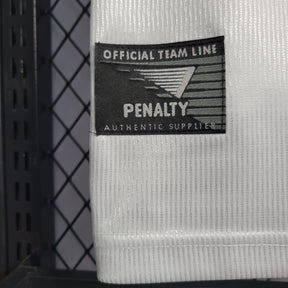 OFFICIAL TEAM LINE
PENALTY
AUTHENTIC SUPPLIER